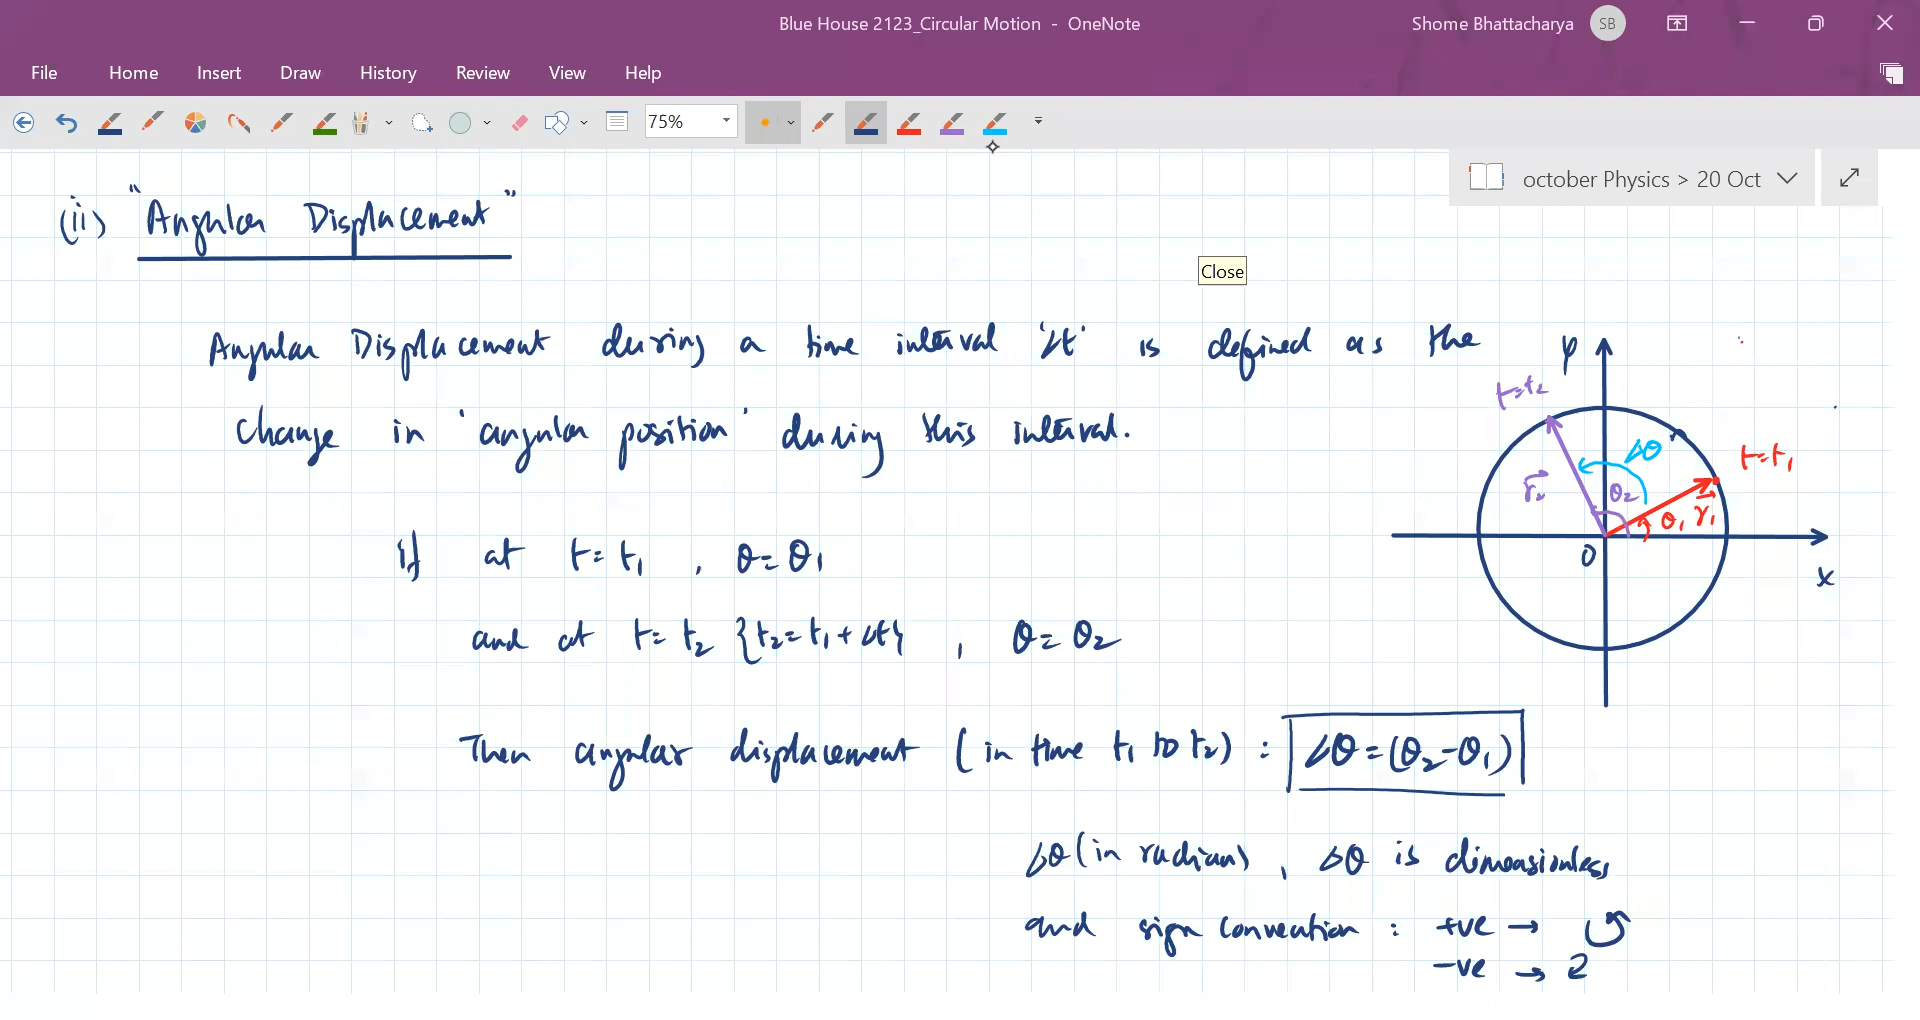 Blue House 2123_Circular Motion - OneNote
Shome Bhattacharya SB
File Home Insert Draw History Review View Help
75%
october Physics > 20 Oct
(ii) "Angular Displacement"
Close
Angular Displacement during a time interval 'Δt' is defined as the
change in 'angular position' during this interval.
y
t=t₂
Δθ
t=t₁
r⃗₂
θ₂
θ₁
r⃗₁
O
x
if at t = t₁ , θ = θ₁
and at t = t₂ {t₂ = t₁ + Δt} , θ = θ₂
Then angular displacement (in time t₁ to t₂) : Δθ = (θ₂ - θ₁)
Δθ (in radian) , Δθ is dimensionless
and sign convention : +ve → ↺
-ve → ↻